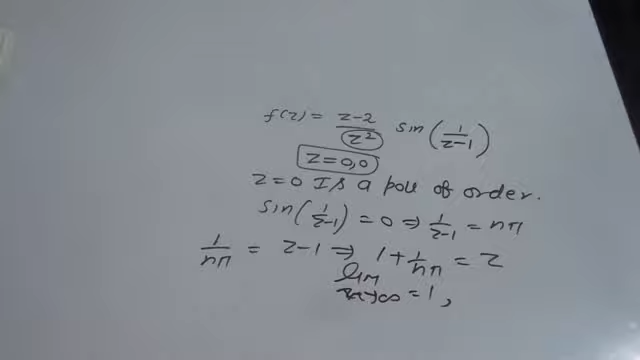 f(z) = z-2/z² sin(1/z-1)
z=0,0
z=0 Is a pole of order.
sin(1/z-1) = 0 ⇒ 1/z-1 = nπ
1/nπ = z-1 ⇒ 1+1/nπ = z
lim n→∞ = 1,